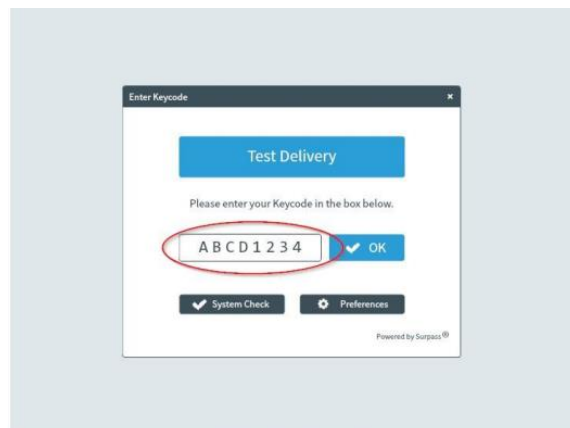 Enter Keycode ×
Test Delivery
Please enter your Keycode in the box below.
ABCD1234 OK
System Check Preferences
Powered by Surpass ®